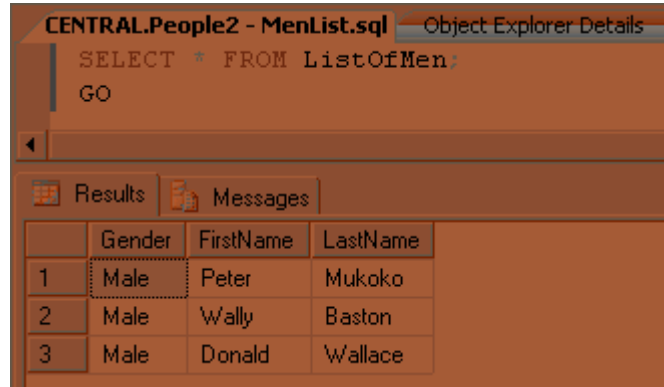 CENTRAL.People2 - MenList.sql Object Explorer Details
SELECT * FROM ListOfMen;
GO
Results Messages
Gender FirstName LastName
1 Male Peter Mukoko
2 Male Wally Baston
3 Male Donald Wallace